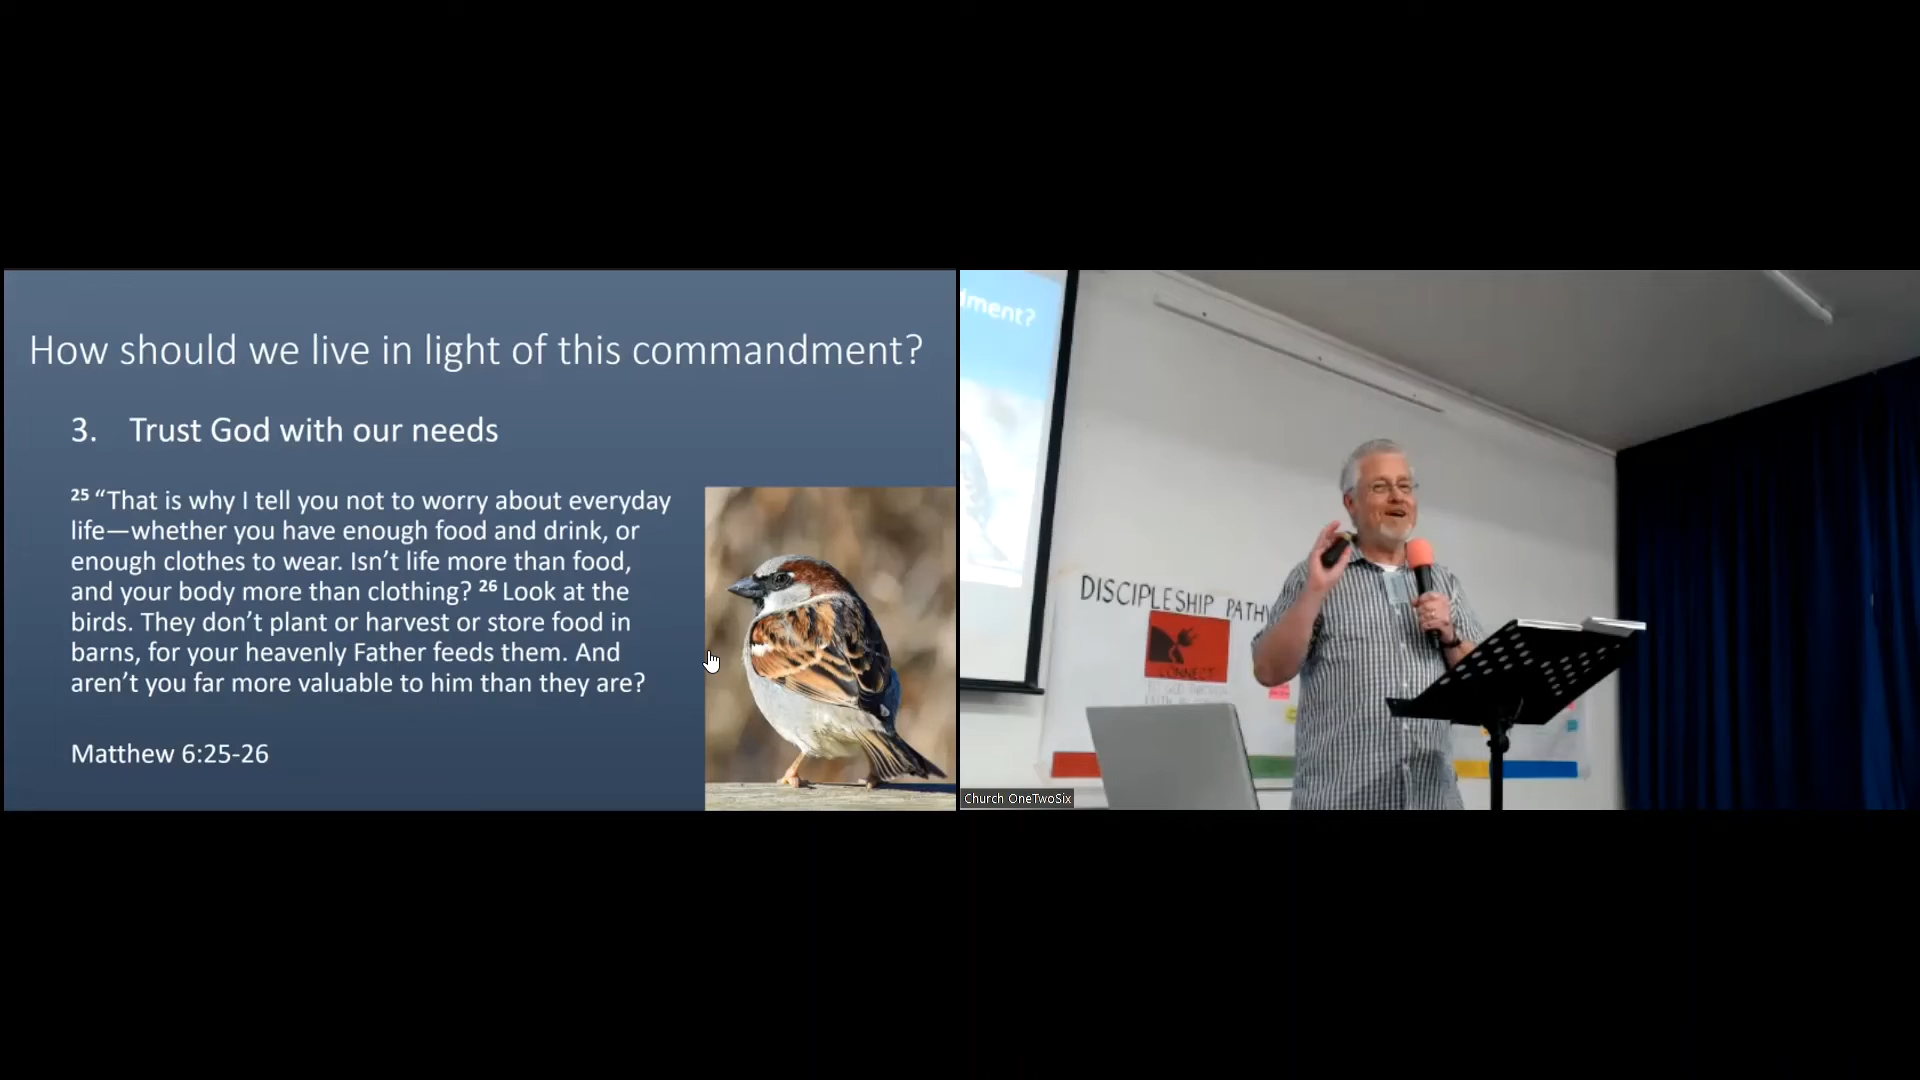 How should we live in light of this commandment?
3. Trust God with our needs
25 “That is why I tell you not to worry about everyday
life—whether you have enough food and drink, or
enough clothes to wear. Isn’t life more than food,
and your body more than clothing? 26 Look at the
birds. They don’t plant or harvest or store food in
barns, for your heavenly Father feeds them. And
aren’t you far more valuable to him than they are?
Matthew 6:25-26
dment?
DISCIPLESHIP PATHW
CONNECT
Church OneTwoSix